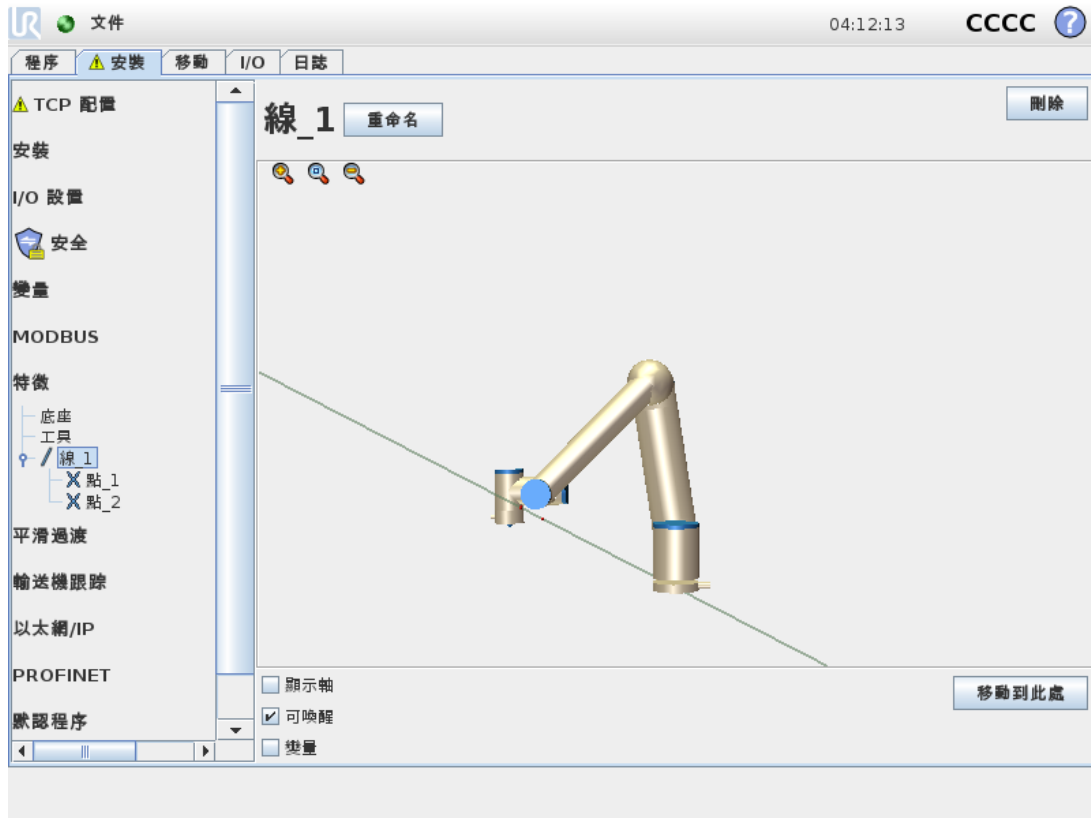 UR 文件 04:12:13 CCCC ?
程序 安裝 移動 I/O 日誌
TCP 配置
安裝
I/O 設置
安全
變量
MODBUS
特徵
底座
工具
線_1
點_1
點_2
平滑過渡
輸送機跟踪
以太網/IP
PROFINET
默認程序
線_1 重命名 刪除
顯示軸
可喚醒
變量
移動到此處